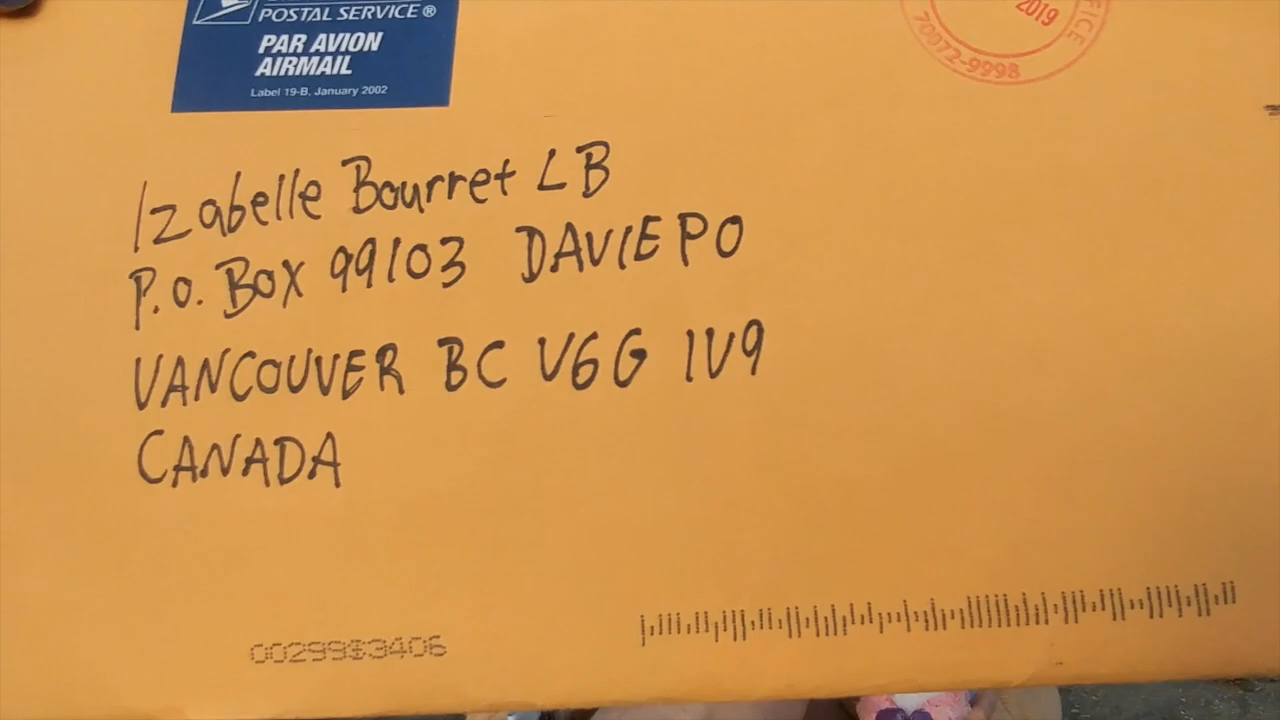 POSTAL SERVICE®
PAR AVION
AIRMAIL
Label 19-B, January 2002
2019
70072-9998
Izabelle Bourret LB
P.O. BOX 99103 DAVIE PO
VANCOUVER BC V6G 1V9
CANADA